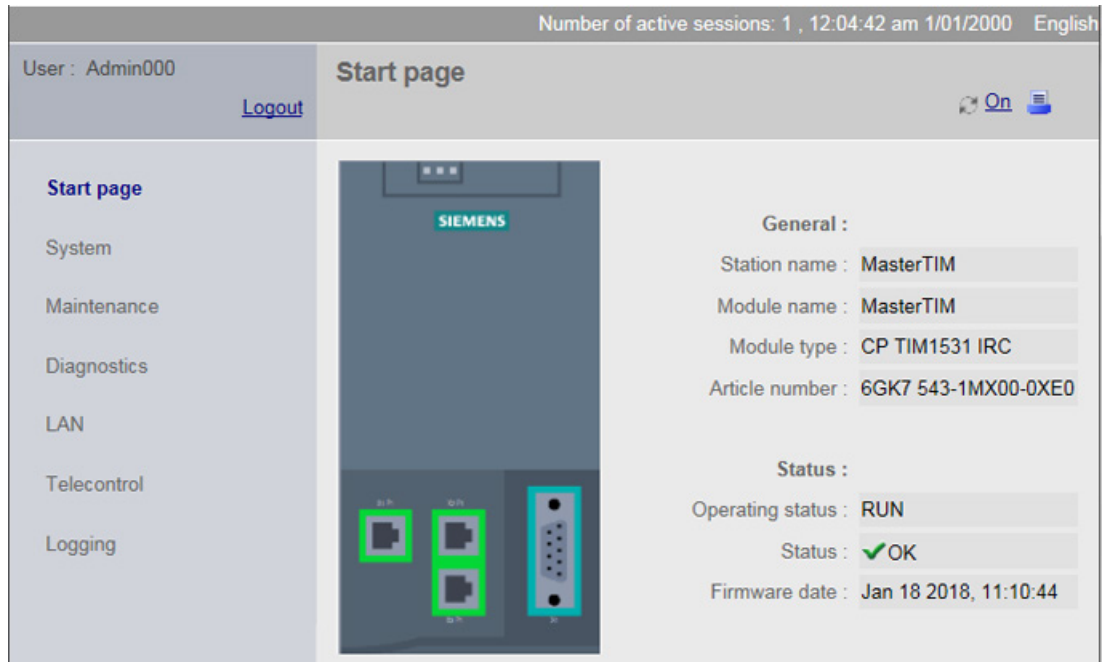 Number of active sessions: 1 , 12:04:42 am 1/01/2000 English
User : Admin000
Logout
Start page
On
Start page
System
Maintenance
Diagnostics
LAN
Telecontrol
Logging
SIEMENS
General :
Station name : MasterTIM
Module name : MasterTIM
Module type : CP TIM1531 IRC
Article number : 6GK7 543-1MX00-0XE0
Status :
Operating status : RUN
Status : OK
Firmware date : Jan 18 2018, 11:10:44